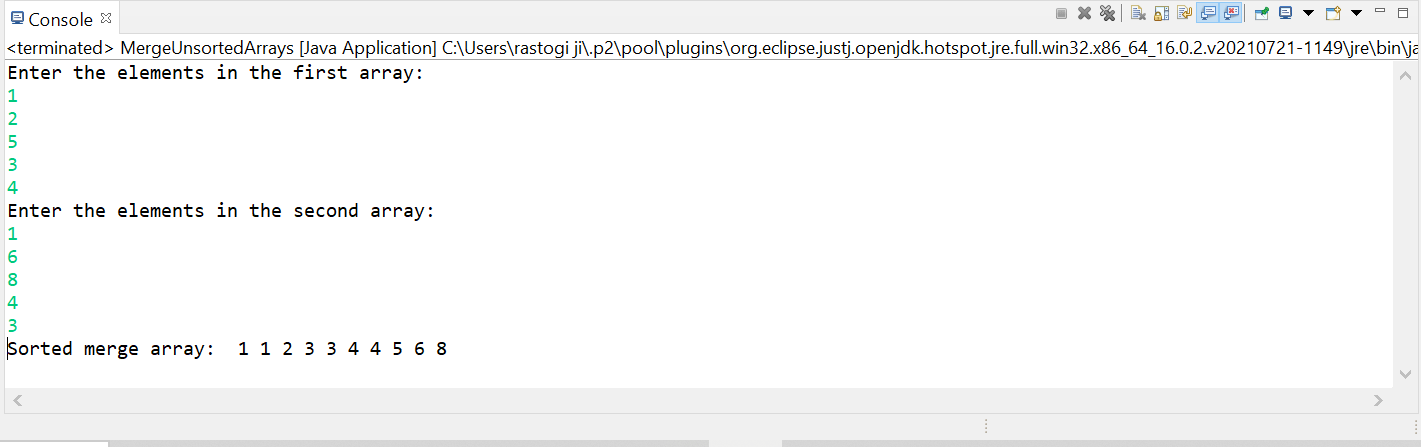 Console
<terminated> MergeUnsortedArrays [Java Application] C:\Users\rastogi ji\.p2\pool\plugins\org.eclipse.justj.openjdk.hotspot.jre.full.win32.x86_64_16.0.2.v20210721-1149\jre\bin\ja
Enter the elements in the first array:
1
2
5
3
4
Enter the elements in the second array:
1
6
8
4
3
Sorted merge array:  1 1 2 3 3 4 4 5 6 8